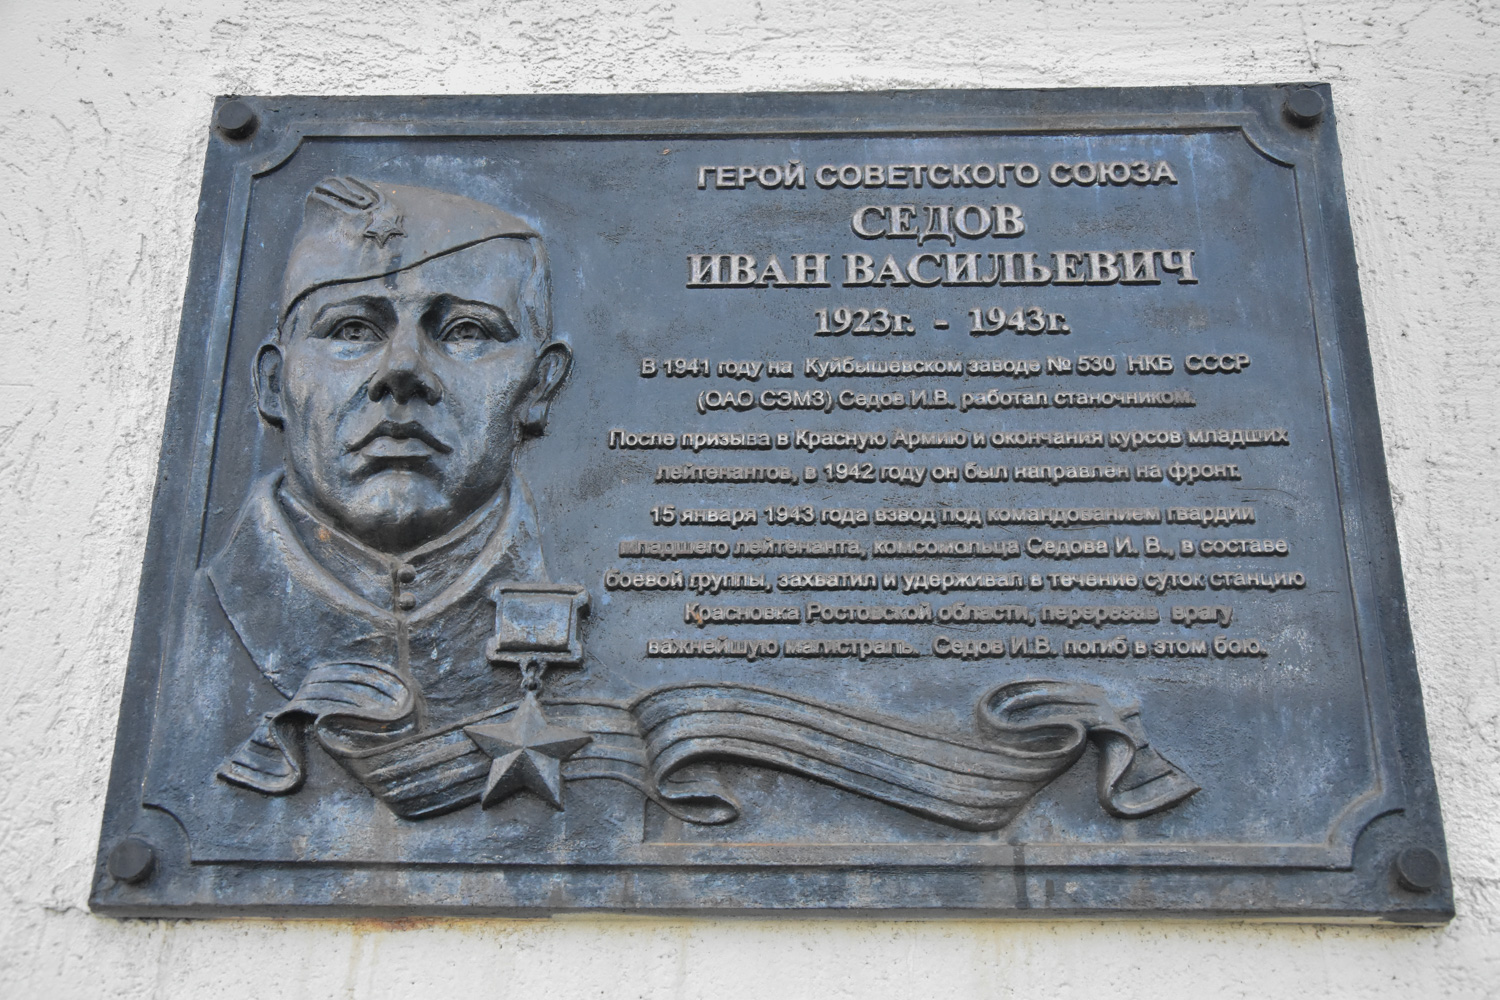 ГЕРОЙ СОВЕТСКОГО СОЮЗА
СЕДОВ
ИВАН ВАСИЛЬЕВИЧ
1923г. - 1943г.
В 1941 году на Куйбышевском заводе № 530 НКБ СССР
(ОАО СЭМЗ) Седов И.В. работал станочником.
После призыва в Красную Армию и окончания курсов младших
лейтенантов, в 1942 году он был направлен на фронт.
15 января 1943 года взвод под командованием гвардии
младшего лейтенанта, комсомольца Седова И. В., в составе
боевой группы, захватил и удерживал в течение суток станцию
Красновка Ростовской области, перерезав врагу
важнейшую магистраль. Седов И.В. погиб в этом бою.